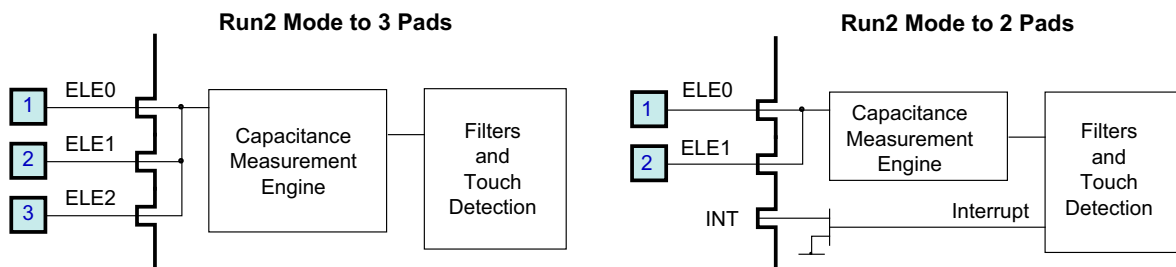 Run2 Mode to 3 Pads
1
ELE0
2
ELE1
3
ELE2
Capacitance
Measurement
Engine
Filters
and
Touch
Detection
Run2 Mode to 2 Pads
1
ELE0
2
ELE1
INT
Capacitance
Measurement
Engine
Interrupt
Filters
and
Touch
Detection